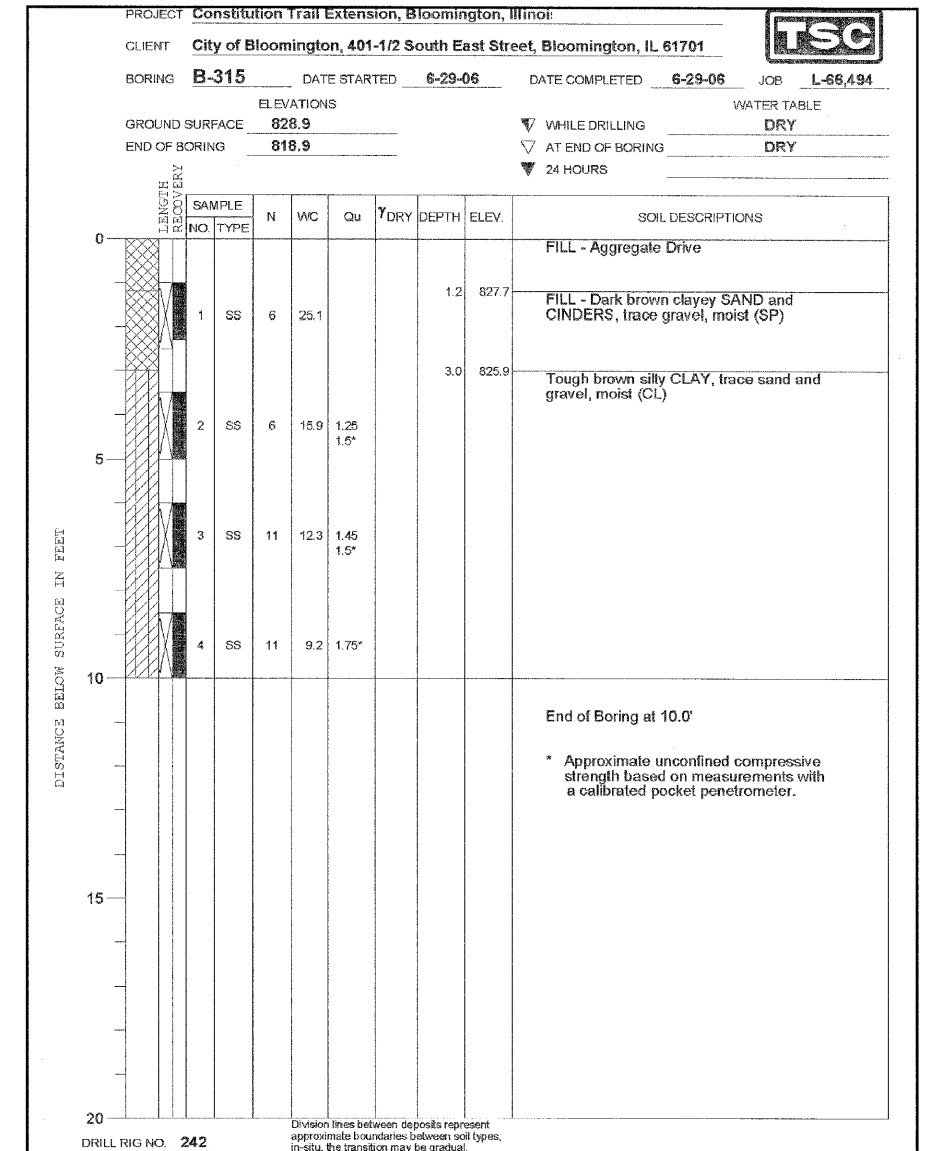 PROJECT Constitution Trail Extension, Bloomington, Illinois
TSC
CLIENT City of Bloomington, 401-1/2 South East Street, Bloomington, IL 61701
BORING B-315 DATE STARTED 6-29-06 DATE COMPLETED 6-29-06 JOB L-66,494
ELEVATIONS WATER TABLE
GROUND SURFACE 828.9 WHILE DRILLING DRY
END OF BORING 818.9 AT END OF BORING DRY
24 HOURS
LENGTH RECOVERY SAMPLE NO. TYPE N WC Qu γDRY DEPTH ELEV. SOIL DESCRIPTIONS
0
FILL - Aggregate Drive
1.2 827.7
FILL - Dark brown clayey SAND and
CINDERS, trace gravel, moist (SP)
1 SS 6 25.1
3.0 825.9
Tough brown silty CLAY, trace sand and
gravel, moist (CL)
2 SS 6 15.9 1.25
1.5*
5
3 SS 11 12.3 1.45
1.5*
4 SS 11 9.2 1.75*
10
End of Boring at 10.0'
* Approximate unconfined compressive
strength based on measurements with
a calibrated pocket penetrometer.
15
20
DISTANCE BELOW SURFACE IN FEET
DRILL RIG NO. 242
Division lines between deposits represent
approximate boundaries between soil types;
in-situ, the transition may be gradual.